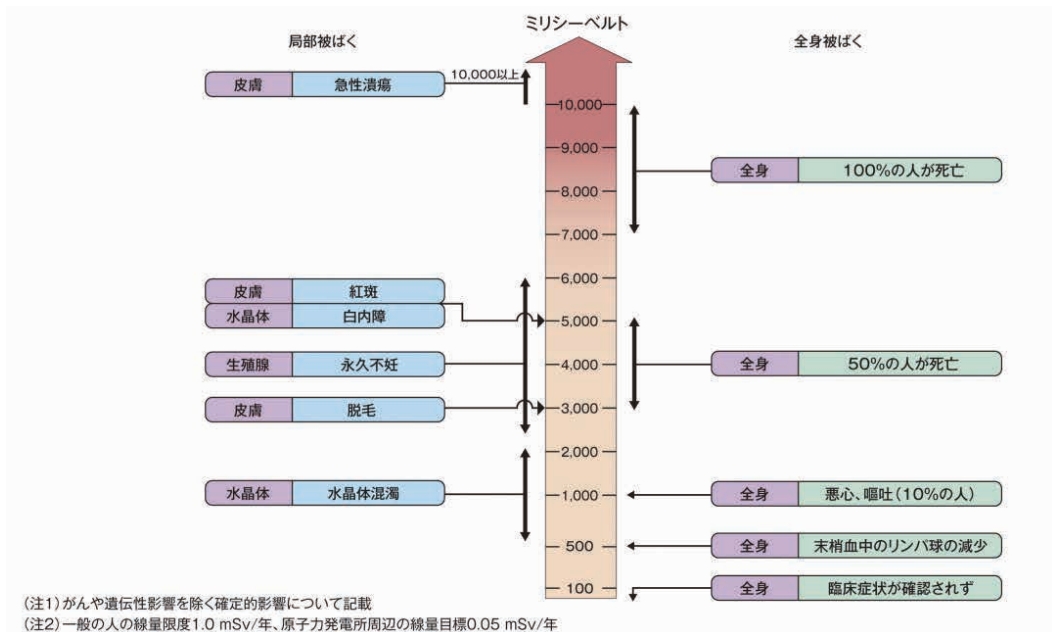 ミリシーベルト
局部被ばく
全身被ばく
皮膚 急性潰瘍
10,000以上
10,000
9,000
全身 100%の人が死亡
8,000
7,000
6,000
皮膚 紅斑
水晶体 白内障
5,000
生殖腺 永久不妊
4,000
全身 50%の人が死亡
皮膚 脱毛
3,000
2,000
水晶体 水晶体混濁
1,000
全身 悪心、嘔吐(10%の人)
500
全身 末梢血中のリンパ球の減少
100
全身 臨床症状が確認されず
(注1)がんや遺伝性影響を除く確定的影響について記載
(注2)一般の人の線量限度1.0 mSv/年、原子力発電所周辺の線量目標0.05 mSv/年